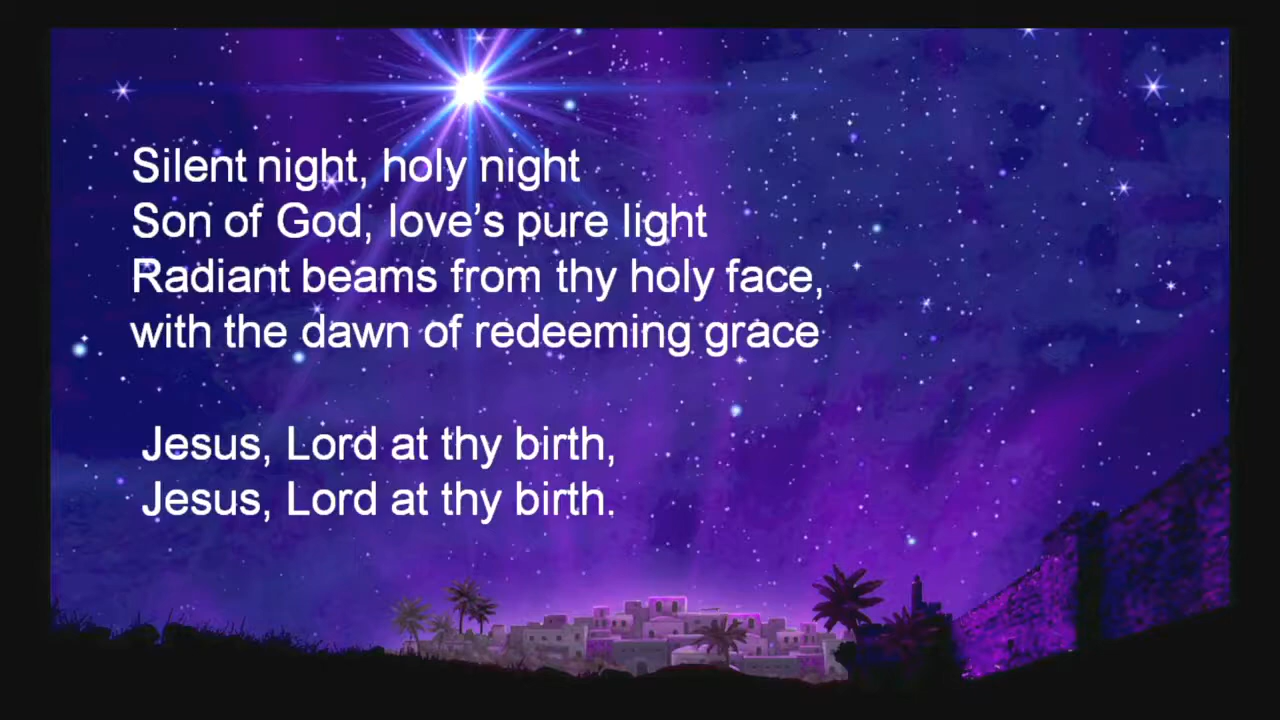 Silent night, holy night
Son of God, love's pure light
Radiant beams from thy holy face,
with the dawn of redeeming grace
Jesus, Lord at thy birth,
Jesus, Lord at thy birth.